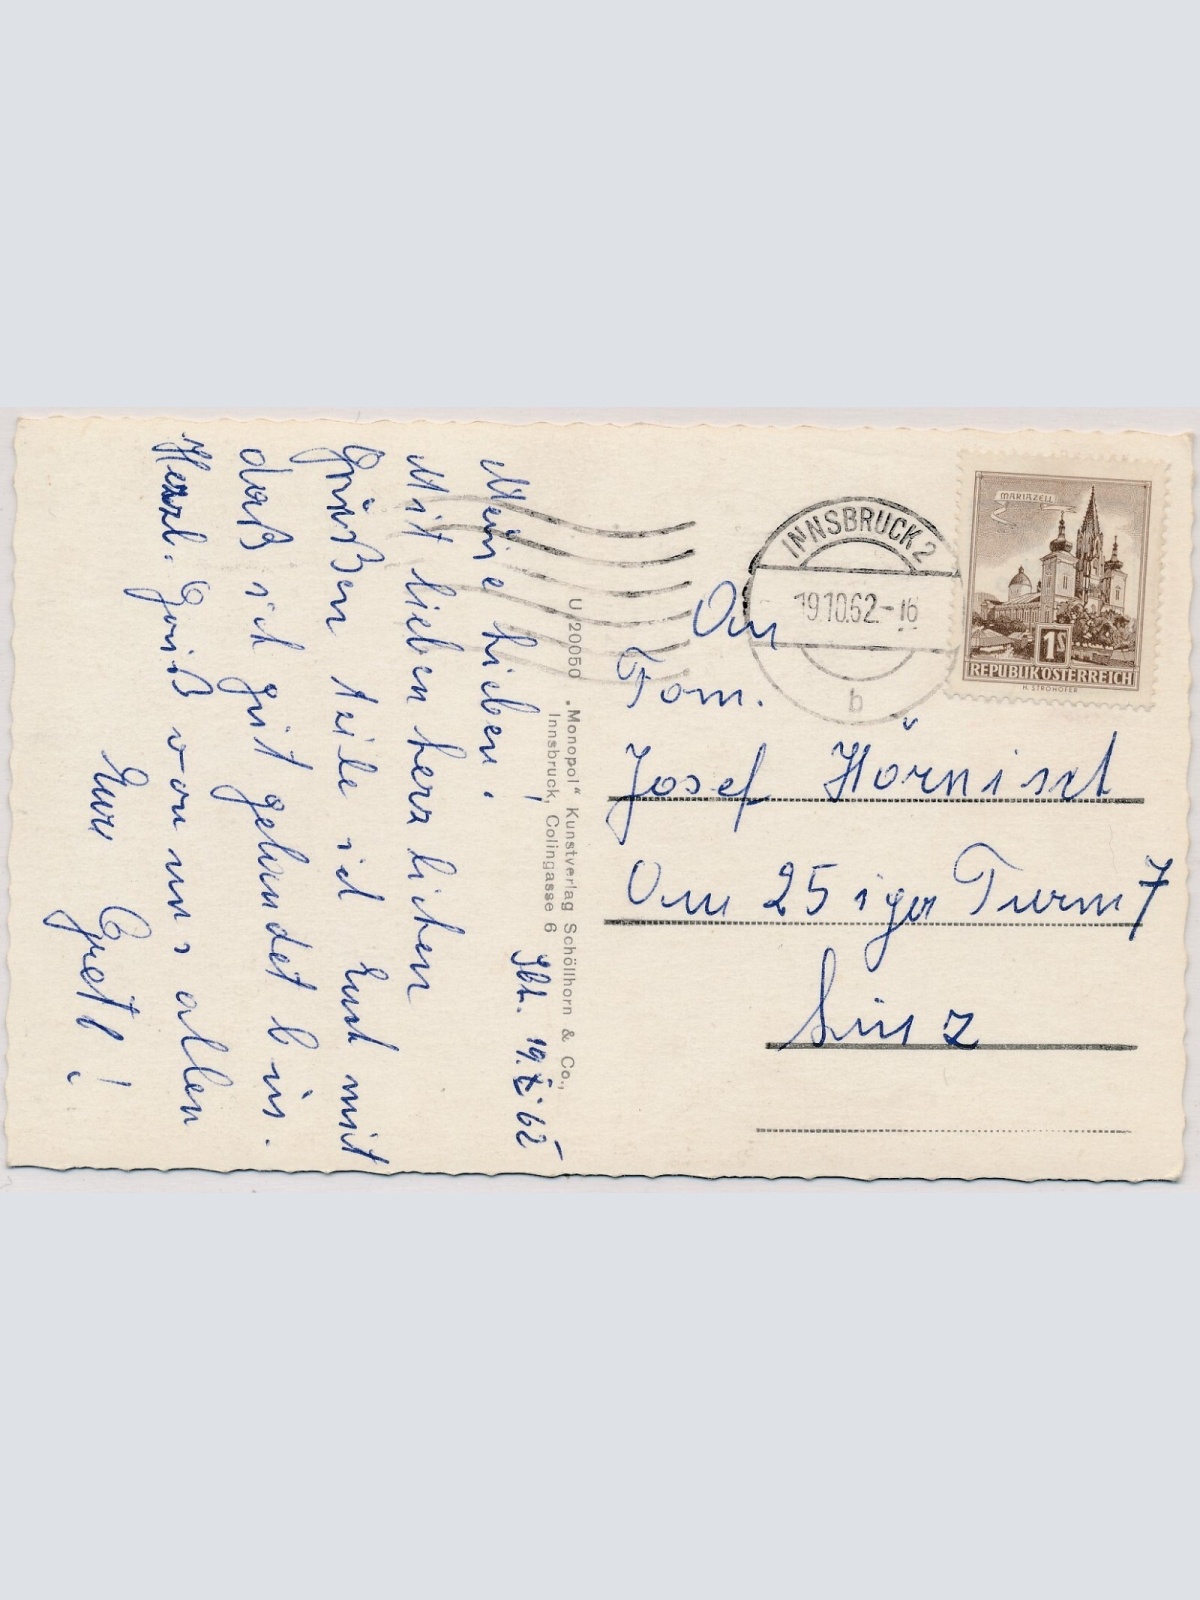 Ibk. 19.X.62
Meine Lieben!
Mit lieben herzlichen
Grüßen teile ich Euch mit
daß ich gut gelandet bin.
Herzl. Grüß von uns allen
Eure Gretl!
U 20050 „Monopol“ Kunstverlag Schöllhorn & Co.,
Innsbruck, Colingasse 6
INNSBRUCK 2
19.10.62-16
b
MARIAZELL
1S
REPUBLIK ÖSTERREICH
H. STROHOFER
An
Fam.
Josef Hörnisch
Am 25iger Turm 7
Linz